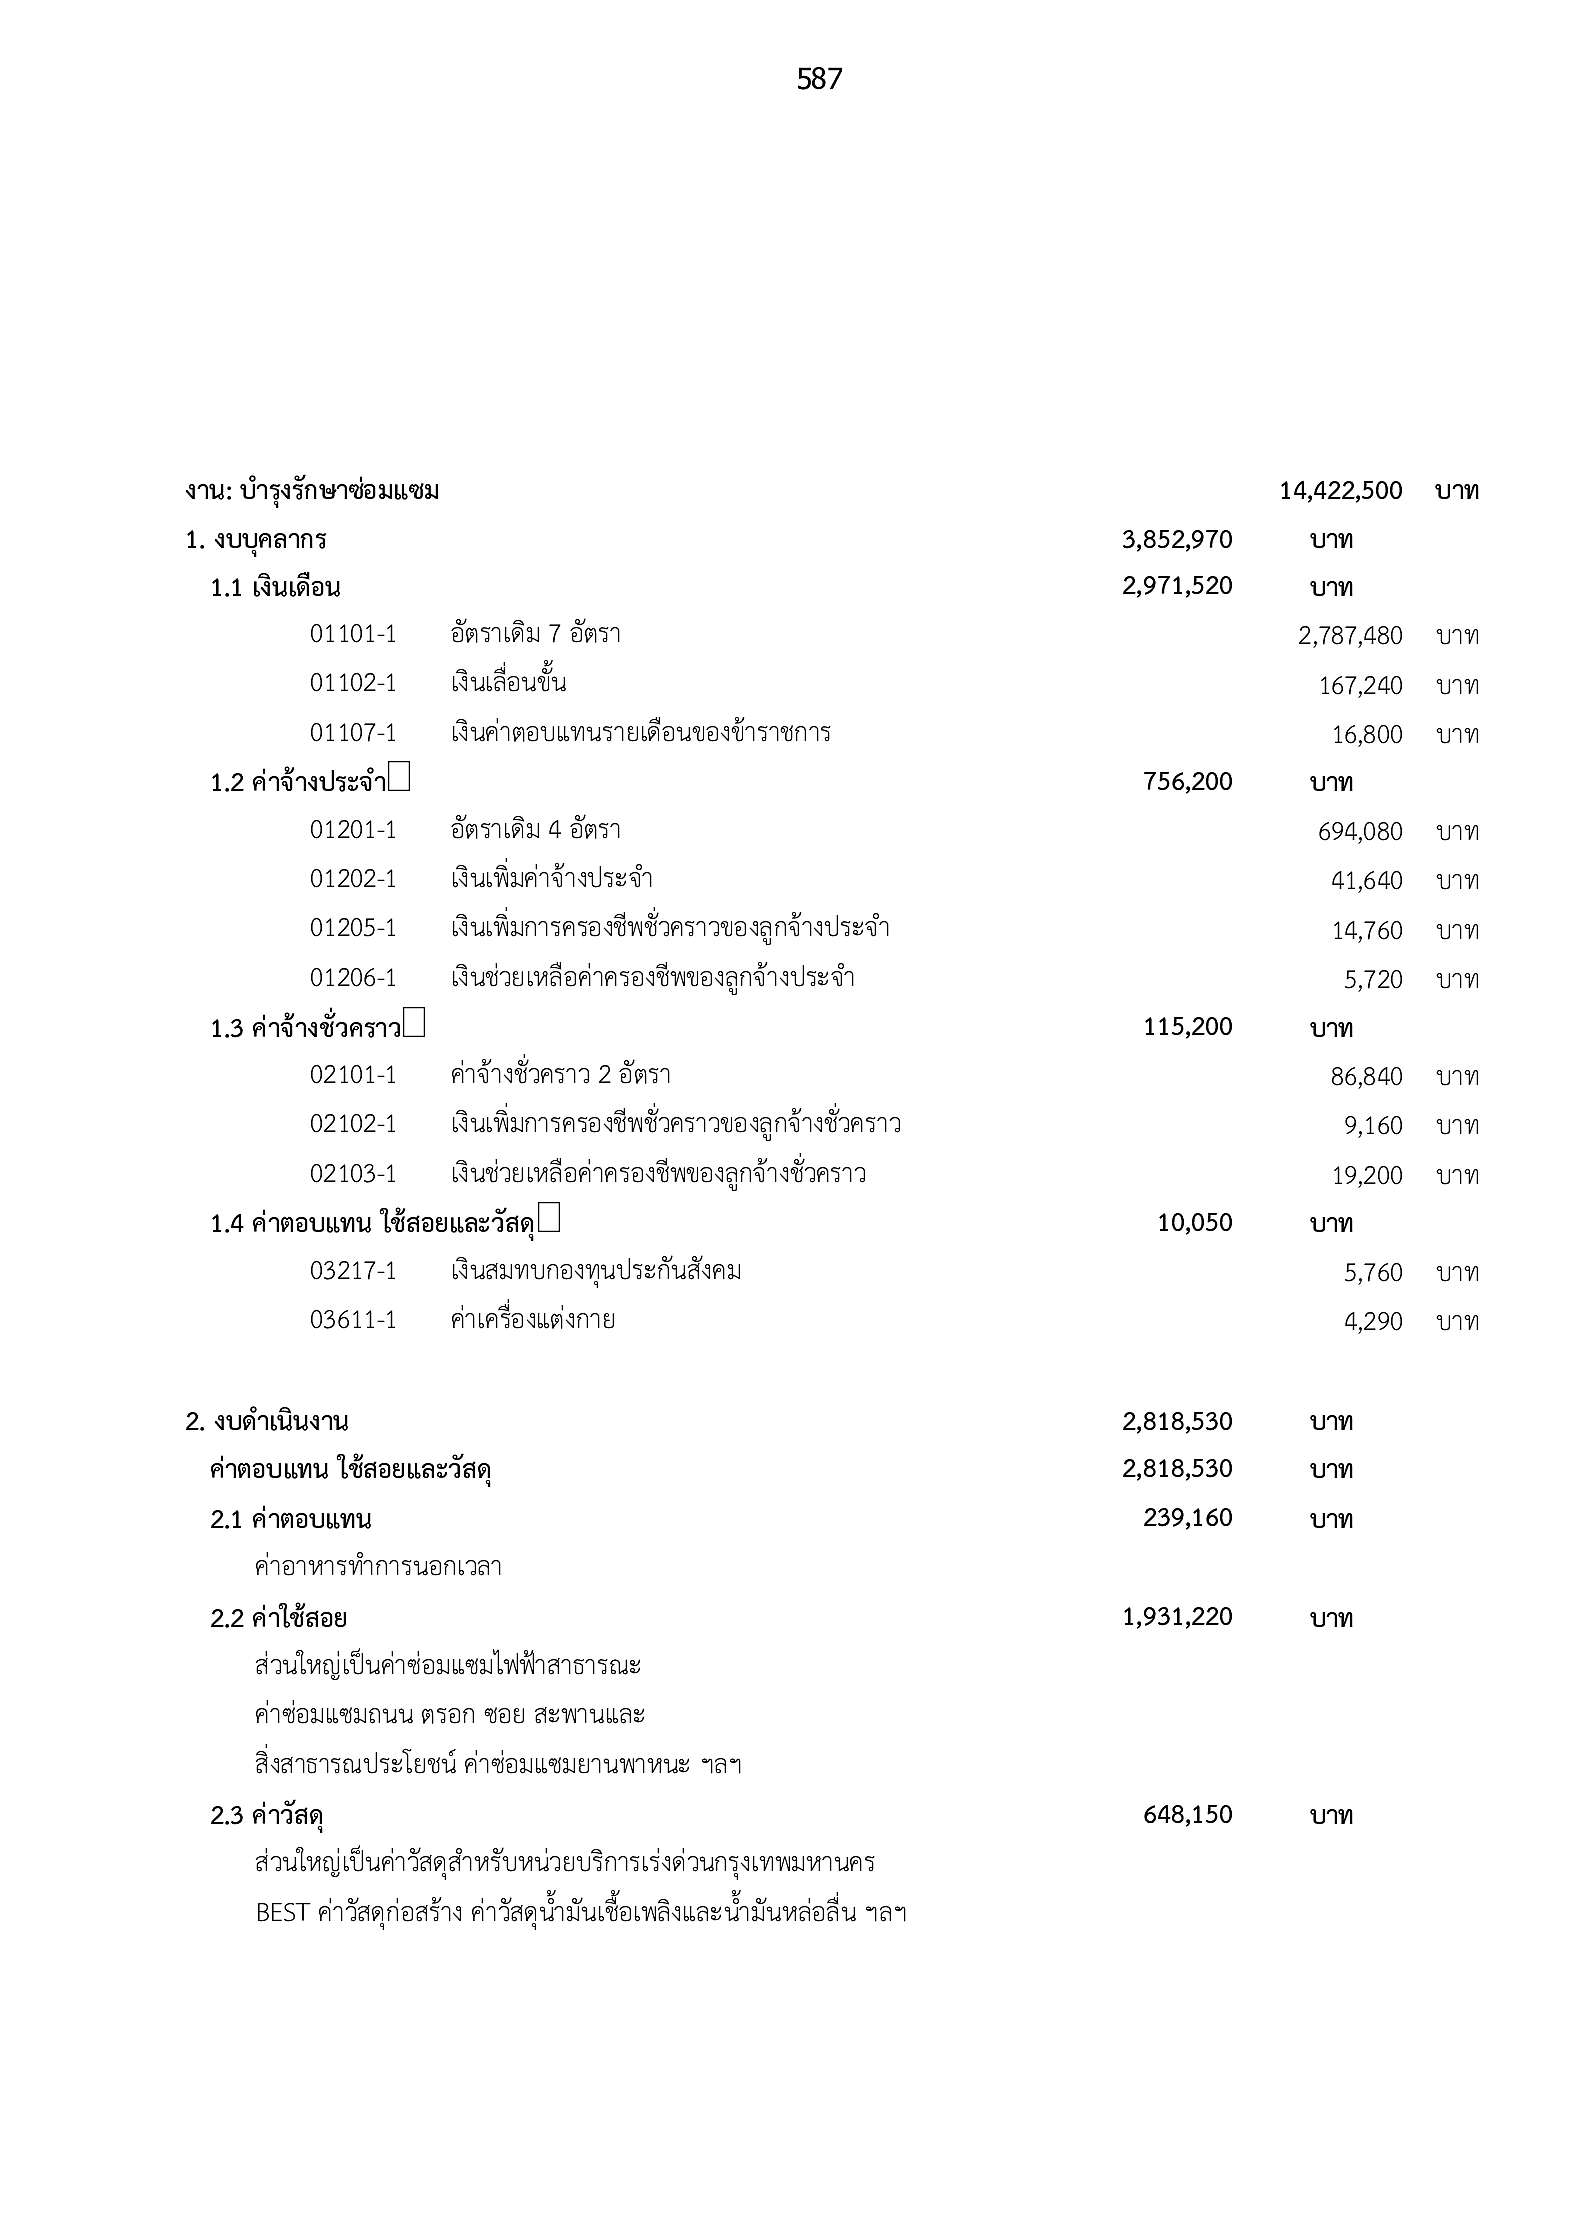 587
งาน: บำรุงรักษาซ่อมแซม 14,422,500 บาท
1. งบบุคลากร 3,852,970 บาท
1.1 เงินเดือน 2,971,520 บาท
01101-1 อัตราเดิม 7 อัตรา 2,787,480 บาท
01102-1 เงินเลื่อนขั้น 167,240 บาท
01107-1 เงินค่าตอบแทนรายเดือนของข้าราชการ 16,800 บาท
1.2 ค่าจ้างประจำ 756,200 บาท
01201-1 อัตราเดิม 4 อัตรา 694,080 บาท
01202-1 เงินเพิ่มค่าจ้างประจำ 41,640 บาท
01205-1 เงินเพิ่มการครองชีพชั่วคราวของลูกจ้างประจำ 14,760 บาท
01206-1 เงินช่วยเหลือค่าครองชีพของลูกจ้างประจำ 5,720 บาท
1.3 ค่าจ้างชั่วคราว 115,200 บาท
02101-1 ค่าจ้างชั่วคราว 2 อัตรา 86,840 บาท
02102-1 เงินเพิ่มการครองชีพชั่วคราวของลูกจ้างชั่วคราว 9,160 บาท
02103-1 เงินช่วยเหลือค่าครองชีพของลูกจ้างชั่วคราว 19,200 บาท
1.4 ค่าตอบแทน ใช้สอยและวัสดุ 10,050 บาท
03217-1 เงินสมทบกองทุนประกันสังคม 5,760 บาท
03611-1 ค่าเครื่องแต่งกาย 4,290 บาท
2. งบดำเนินงาน 2,818,530 บาท
ค่าตอบแทน ใช้สอยและวัสดุ 2,818,530 บาท
2.1 ค่าตอบแทน 239,160 บาท
ค่าอาหารทำการนอกเวลา
2.2 ค่าใช้สอย 1,931,220 บาท
ส่วนใหญ่เป็นค่าซ่อมแซมไฟฟ้าสาธารณะ
ค่าซ่อมแซมถนน ตรอก ซอย สะพานและ
สิ่งสาธารณประโยชน์ ค่าซ่อมแซมยานพาหนะ ฯลฯ
2.3 ค่าวัสดุ 648,150 บาท
ส่วนใหญ่เป็นค่าวัสดุสำหรับหน่วยบริการเร่งด่วนกรุงเทพมหานคร
BEST ค่าวัสดุก่อสร้าง ค่าวัสดุน้ำมันเชื้อเพลิงและน้ำมันหล่อลื่น ฯลฯ